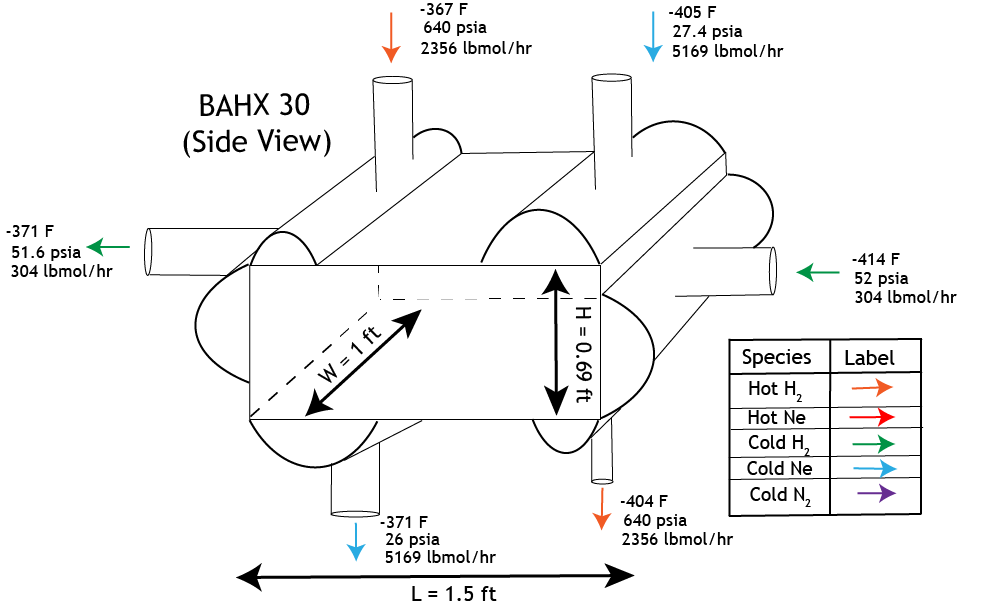 -367 F
640 psia
2356 lbmol/hr
-405 F
27.4 psia
5169 lbmol/hr
BAHX 30
(Side View)
-371 F
51.6 psia
304 lbmol/hr
-414 F
52 psia
304 lbmol/hr
W = 1 ft
H = 0.69 ft
Species Label
Hot H2
Hot Ne
Cold H2
Cold Ne
Cold N2
-404 F
640 psia
2356 lbmol/hr
-371 F
26 psia
5169 lbmol/hr
L = 1.5 ft